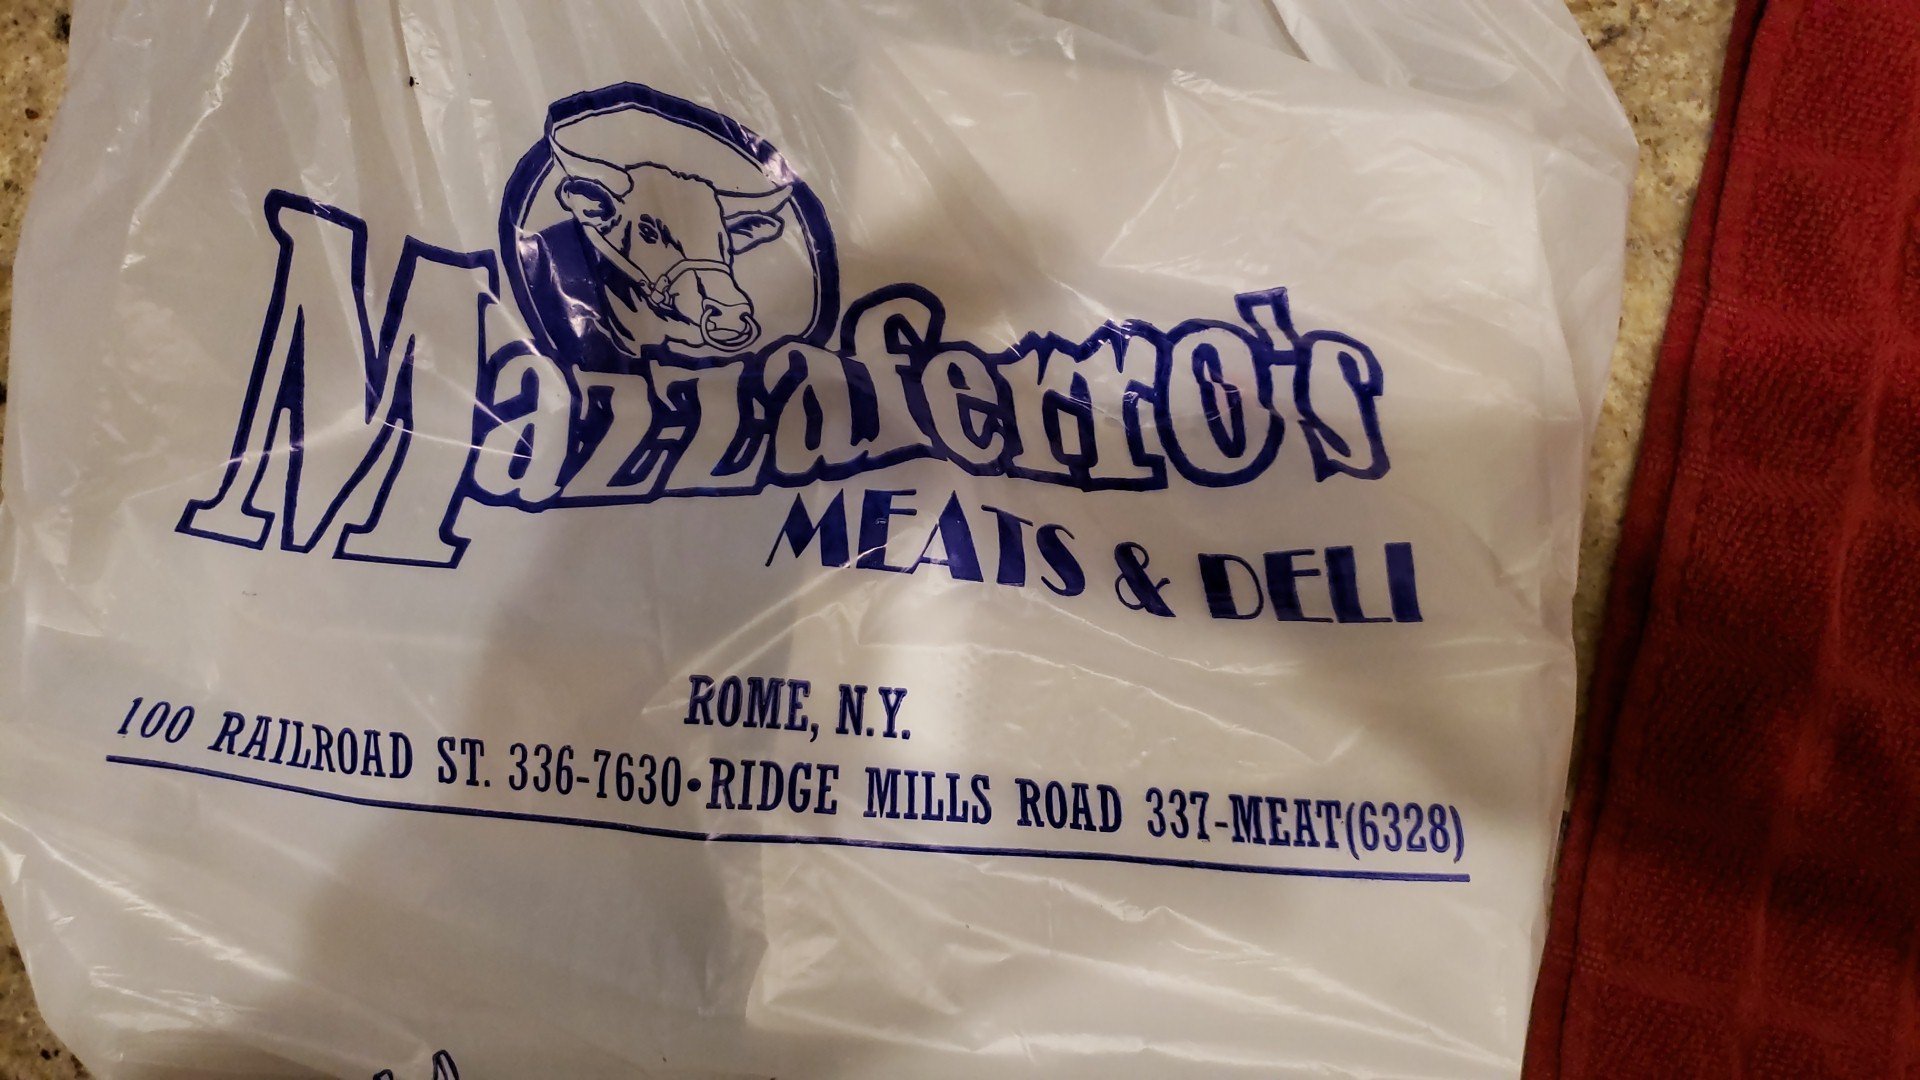 Mazzaferro's
MEATS & DELI
ROME, N.Y.
100 RAILROAD ST. 336-7630•RIDGE MILLS ROAD 337-MEAT(6328)